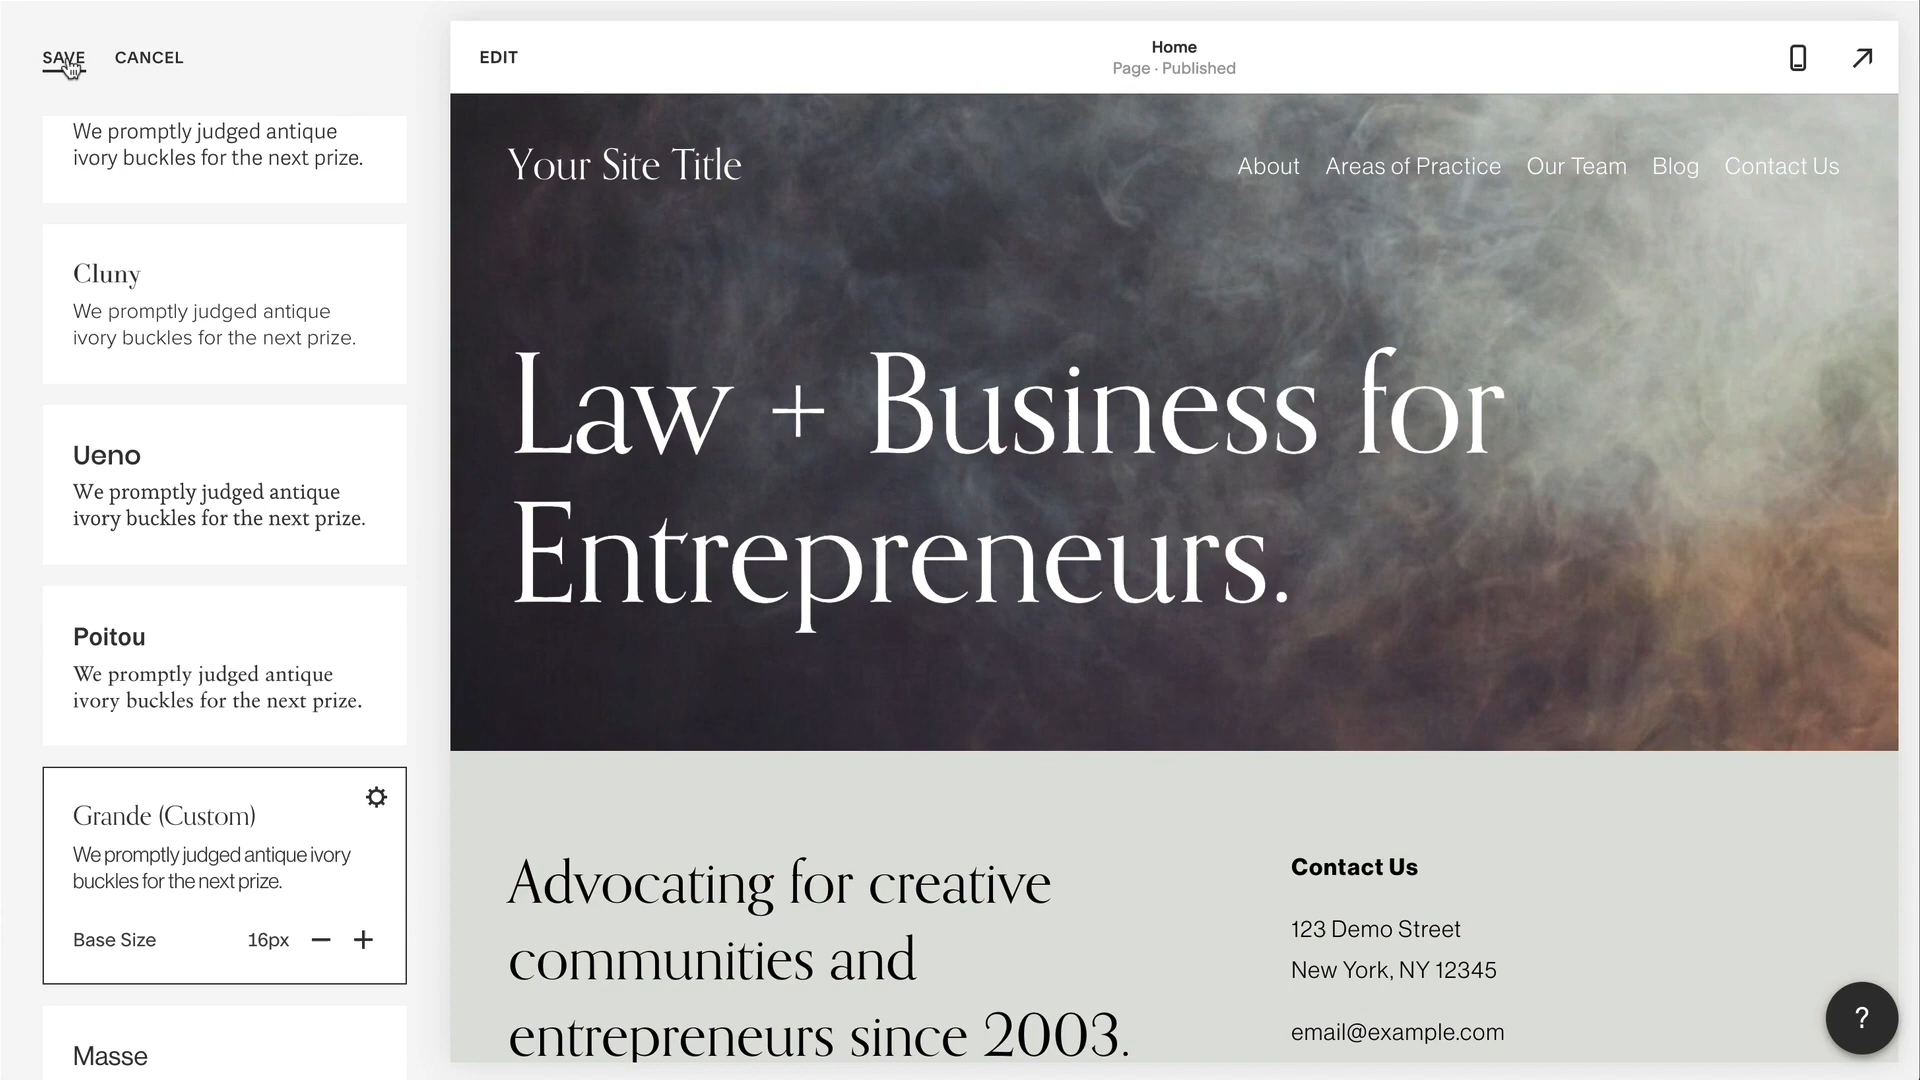 SAVE CANCEL
We promptly judged antique
ivory buckles for the next prize.
Cluny
We promptly judged antique
ivory buckles for the next prize.
Ueno
We promptly judged antique
ivory buckles for the next prize.
Poitou
We promptly judged antique
ivory buckles for the next prize.
Grande (Custom)
We promptly judged antique ivory
buckles for the next prize.
Base Size 16px
Masse
EDIT
Home
Page · Published
Your Site Title
About Areas of Practice Our Team Blog Contact Us
Law + Business for
Entrepreneurs.
Advocating for creative
communities and
entrepreneurs since 2003.
Contact Us
123 Demo Street
New York, NY 12345
email@example.com
?